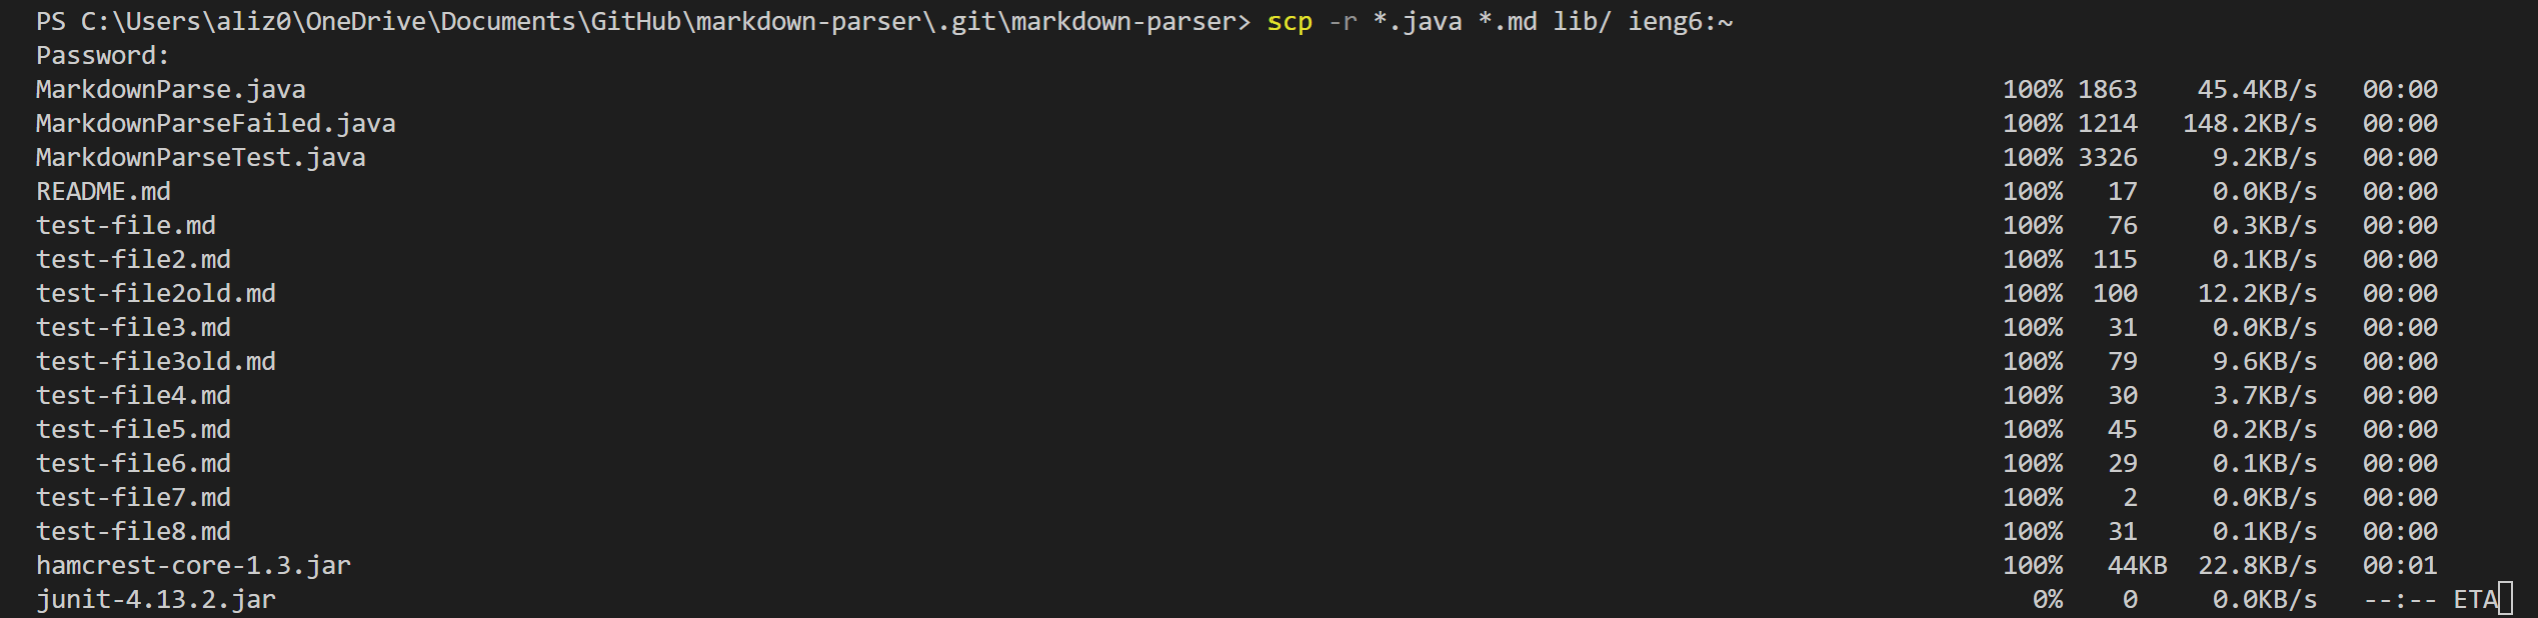 PS C:\Users\aliz0\OneDrive\Documents\GitHub\markdown-parser\.git\markdown-parser> scp -r *.java *.md lib/ ieng6:~
Password:
MarkdownParse.java 100% 1863 45.4KB/s 00:00
MarkdownParseFailed.java 100% 1214 148.2KB/s 00:00
MarkdownParseTest.java 100% 3326 9.2KB/s 00:00
README.md 100% 17 0.0KB/s 00:00
test-file.md 100% 76 0.3KB/s 00:00
test-file2.md 100% 115 0.1KB/s 00:00
test-file2old.md 100% 100 12.2KB/s 00:00
test-file3.md 100% 31 0.0KB/s 00:00
test-file3old.md 100% 79 9.6KB/s 00:00
test-file4.md 100% 30 3.7KB/s 00:00
test-file5.md 100% 45 0.2KB/s 00:00
test-file6.md 100% 29 0.1KB/s 00:00
test-file7.md 100% 2 0.0KB/s 00:00
test-file8.md 100% 31 0.1KB/s 00:00
hamcrest-core-1.3.jar 100% 44KB 22.8KB/s 00:01
junit-4.13.2.jar 0% 0 0.0KB/s --:-- ETA